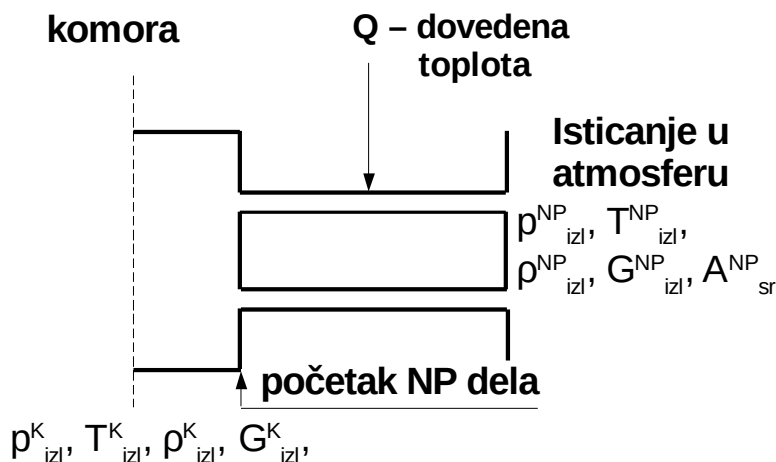 komora
Q – dovedena
toplota
Isticanje u
atmosferu
p^NP_izl, T^NP_izl,
ρ^NP_izl, G^NP_izl, A^NP_sr
početak NP dela
p^K_izl, T^K_izl, ρ^K_izl, G^K_izl,